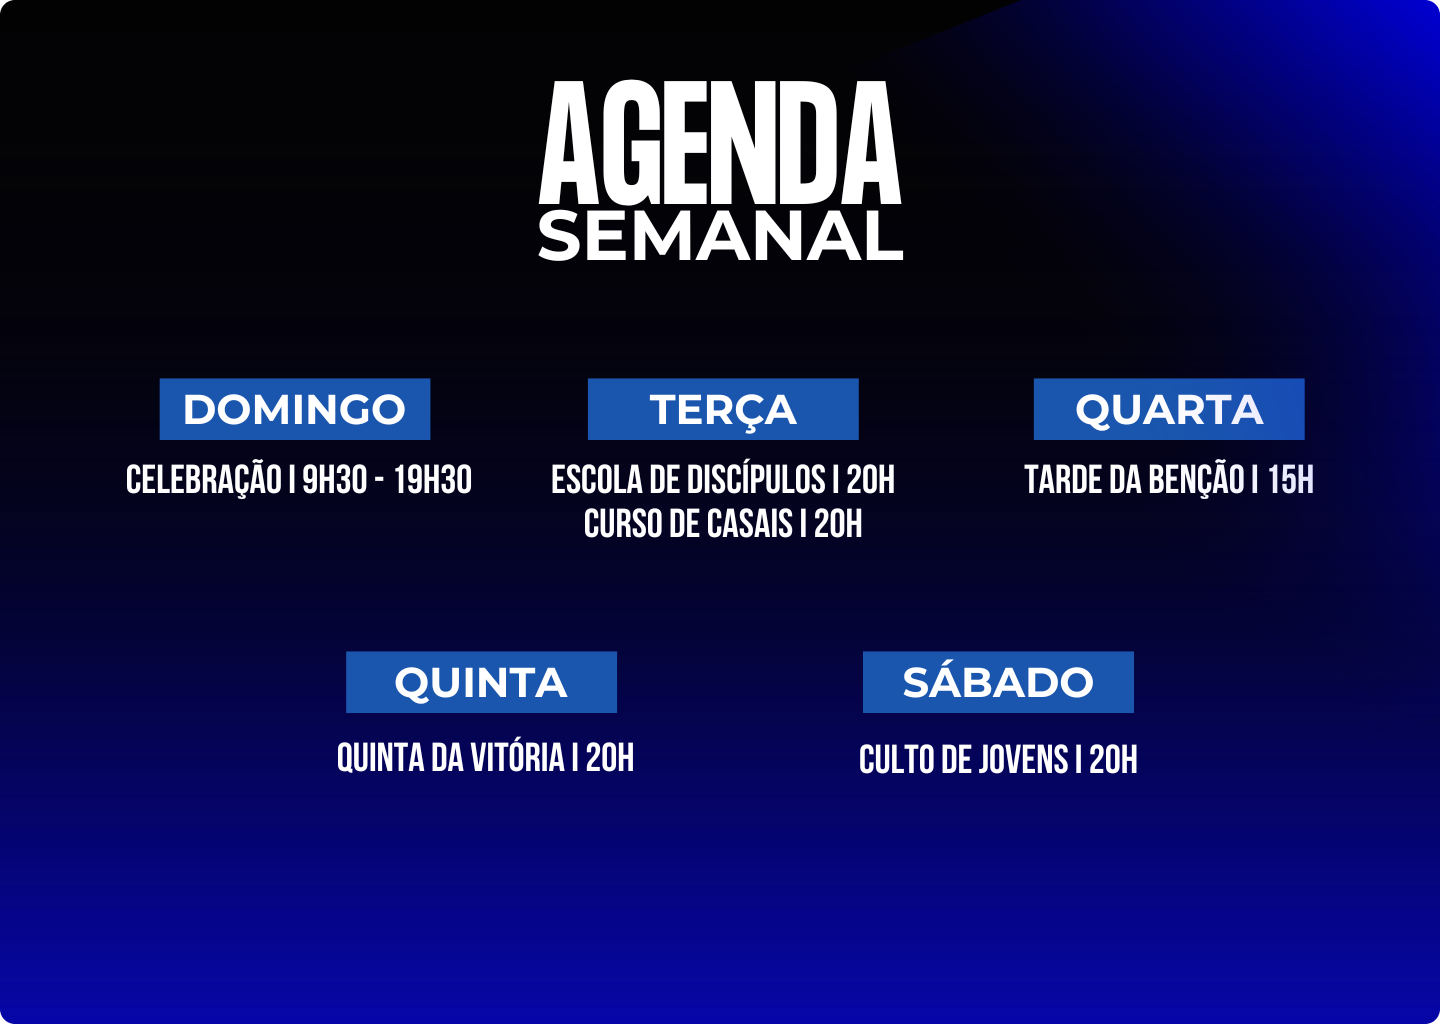 AGENDA
SEMANAL
DOMINGO
CELEBRAÇÃO I 9H30 - 19H30
TERÇA
ESCOLA DE DISCÍPULOS I 20H
CURSO DE CASAIS I 20H
QUARTA
TARDE DA BENÇÃO I 15H
QUINTA
QUINTA DA VITÓRIA I 20H
SÁBADO
CULTO DE JOVENS I 20H